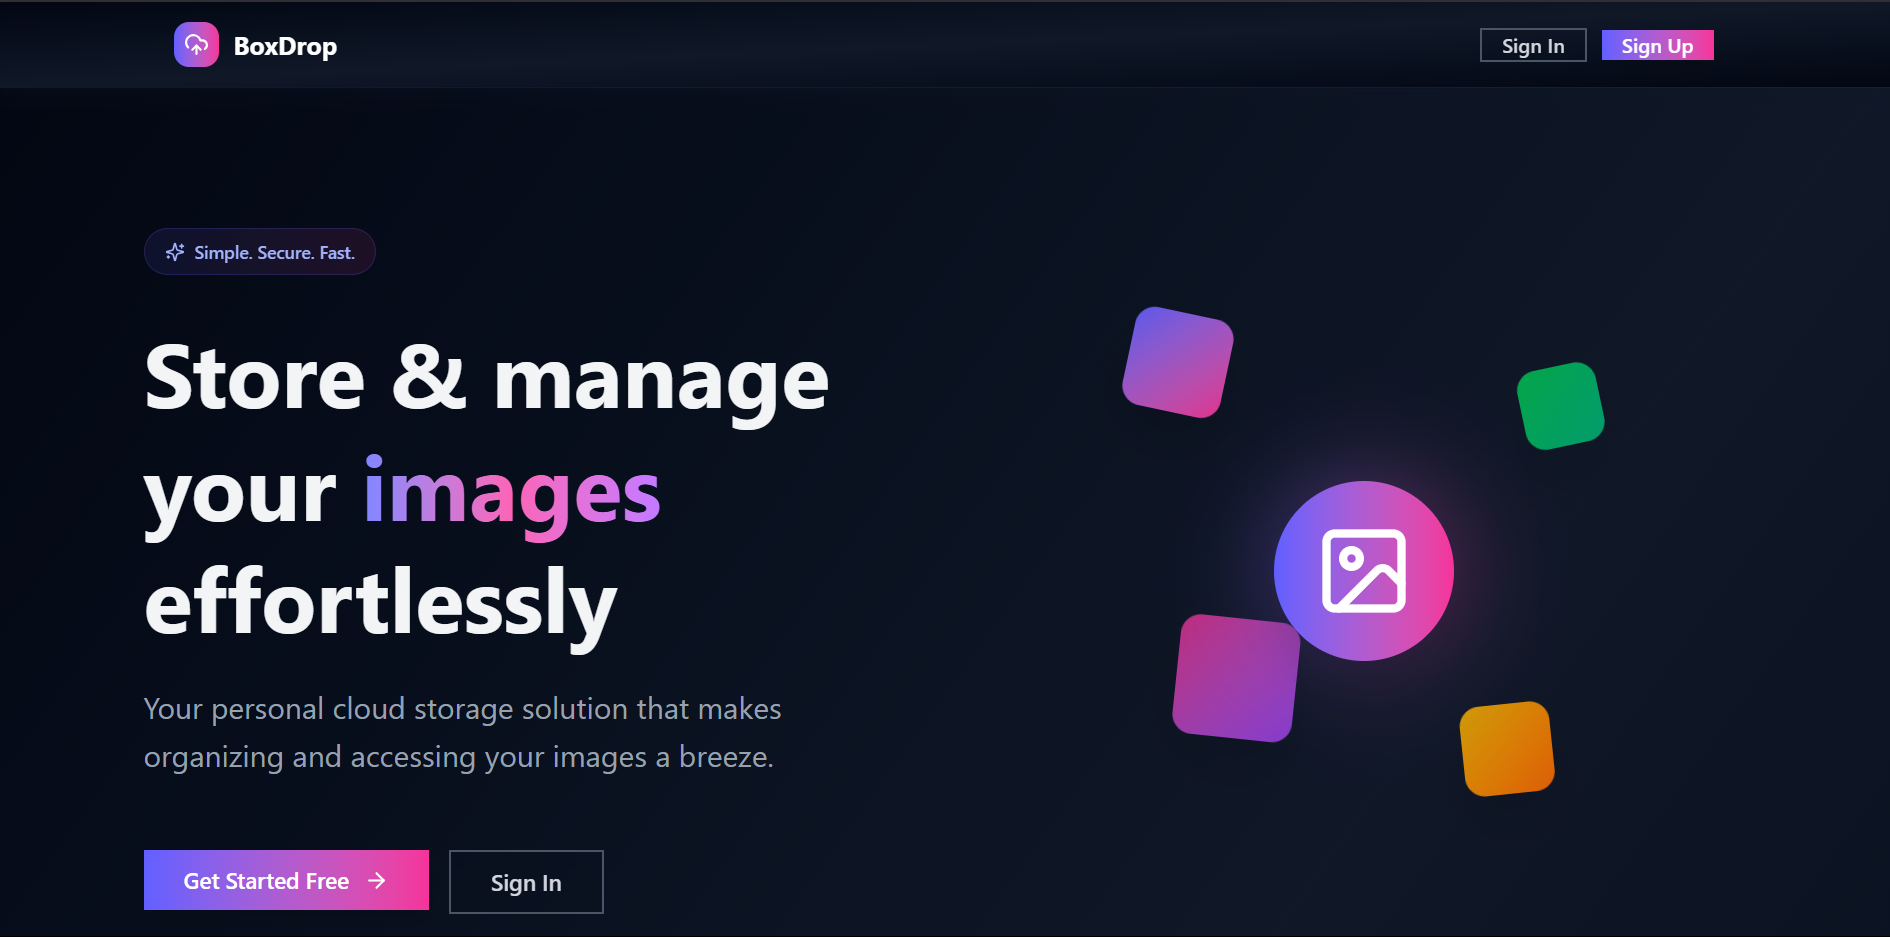 BoxDrop
Sign In
Sign Up
Simple. Secure. Fast.
Store & manage
your images
effortlessly
Your personal cloud storage solution that makes
organizing and accessing your images a breeze.
Get Started Free
Sign In